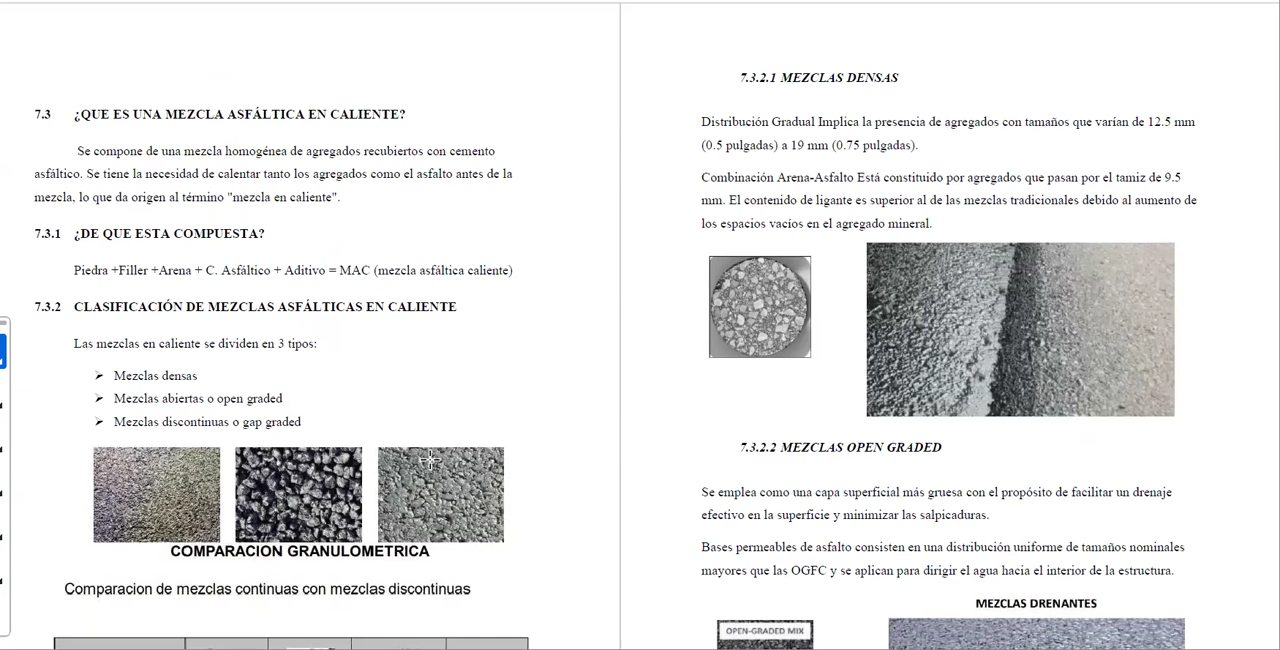 7.3 ¿QUE ES UNA MEZCLA ASFÁLTICA EN CALIENTE?
Se compone de una mezcla homogénea de agregados recubiertos con cemento
asfáltico. Se tiene la necesidad de calentar tanto los agregados como el asfalto antes de la
mezcla, lo que da origen al término "mezcla en caliente".
7.3.1 ¿DE QUE ESTA COMPUESTA?
Piedra +Filler +Arena + C. Asfáltico + Aditivo = MAC (mezcla asfáltica caliente)
7.3.2 CLASIFICACIÓN DE MEZCLAS ASFÁLTICAS EN CALIENTE
Las mezclas en caliente se dividen en 3 tipos:
➢ Mezclas densas
➢ Mezclas abiertas o open graded
➢ Mezclas discontinuas o gap graded
COMPARACION GRANULOMETRICA
Comparacion de mezclas continuas con mezclas discontinuas
7.3.2.1 MEZCLAS DENSAS
Distribución Gradual Implica la presencia de agregados con tamaños que varían de 12.5 mm
(0.5 pulgadas) a 19 mm (0.75 pulgadas).
Combinación Arena-Asfalto Está constituido por agregados que pasan por el tamiz de 9.5
mm. El contenido de ligante es superior al de las mezclas tradicionales debido al aumento de
los espacios vacíos en el agregado mineral.
7.3.2.2 MEZCLAS OPEN GRADED
Se emplea como una capa superficial más gruesa con el propósito de facilitar un drenaje
efectivo en la superficie y minimizar las salpicaduras.
Bases permeables de asfalto consisten en una distribución uniforme de tamaños nominales
mayores que las OGFC y se aplican para dirigir el agua hacia el interior de la estructura.
MEZCLAS DRENANTES
OPEN-GRADED MIX